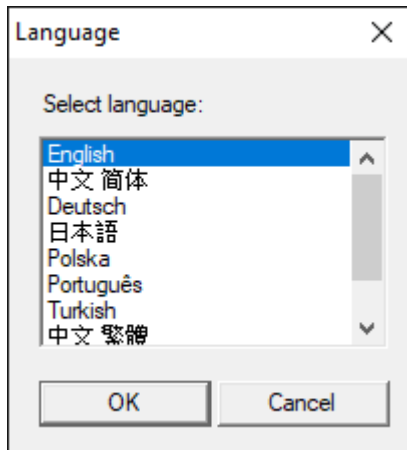 Language
Select language:
English
中文 简体
Deutsch
日本語
Polska
Português
Turkish
中文 繁體
OK
Cancel